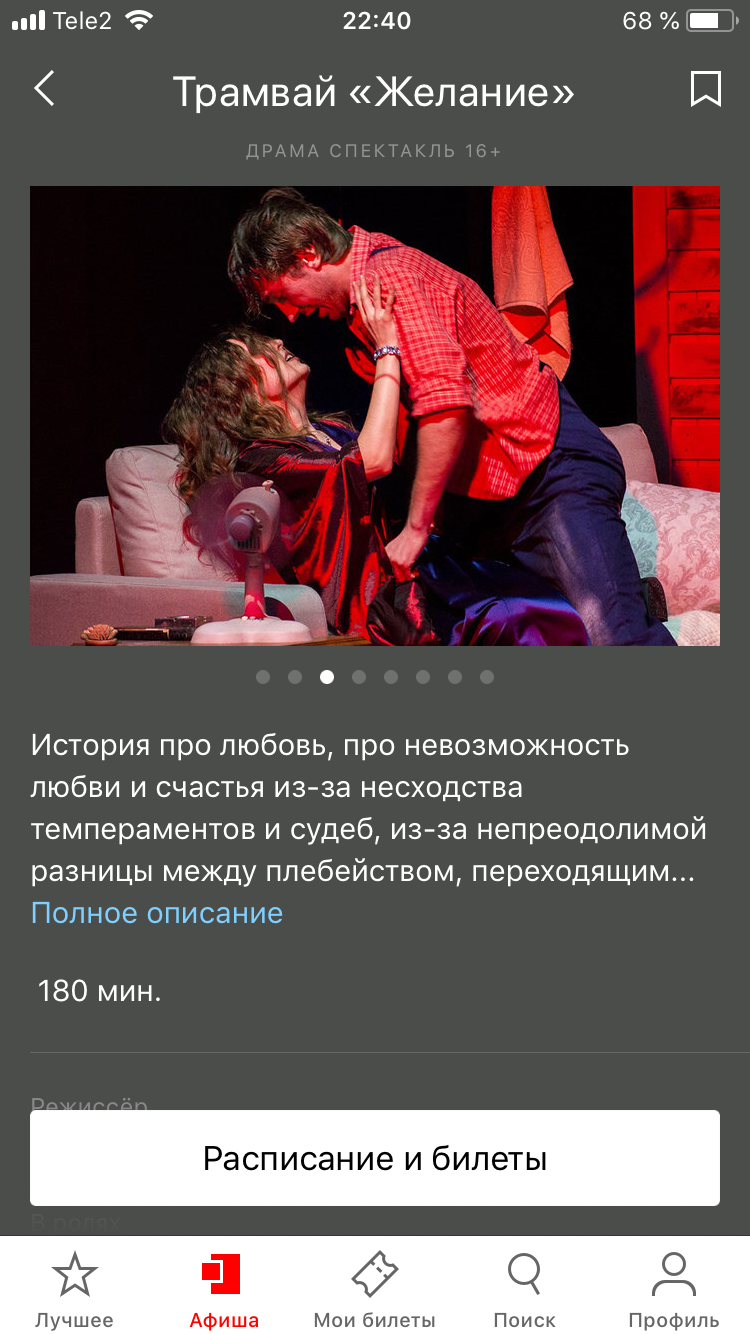 Tele2 22:40 68 %
Трамвай «Желание»
ДРАМА СПЕКТАКЛЬ 16+
История про любовь, про невозможность
любви и счастья из-за несходства
темпераментов и судеб, из-за непреодолимой
разницы между плебейством, переходящим...
Полное описание
180 мин.
Режиссёр
Расписание и билеты
В ролях
Лучшее Афиша Мои билеты Поиск Профиль